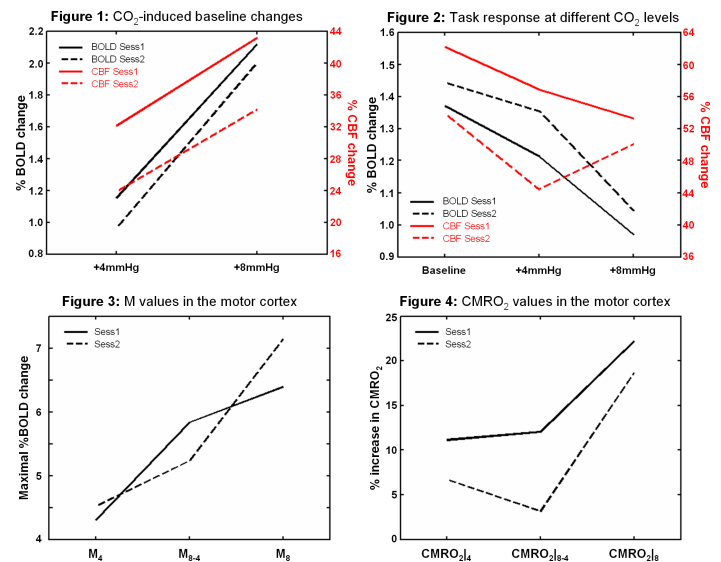 Figure 1: CO2-induced baseline changes
2.2
2.0
1.8
1.6
1.4
1.2
1.0
0.8
% BOLD change
BOLD Sess1
BOLD Sess2
CBF Sess1
CBF Sess2
44
40
36
32
28
24
20
16
% CBF change
+4mmHg
+8mmHg
Figure 2: Task response at different CO2 levels
1.6
1.5
1.4
1.3
1.2
1.1
1.0
0.9
% BOLD change
BOLD Sess1
BOLD Sess2
CBF Sess1
CBF Sess2
64
60
56
52
48
44
40
36
% CBF change
Baseline
+4mmHg
+8mmHg
Figure 3: M values in the motor cortex
7
6
5
4
Maximal %BOLD change
Sess1
Sess2
M4
M8-4
M8
Figure 4: CMRO2 values in the motor cortex
25
20
15
10
5
0
% increase in CMRO2
Sess1
Sess2
CMRO2|4
CMRO2|8-4
CMRO2|8